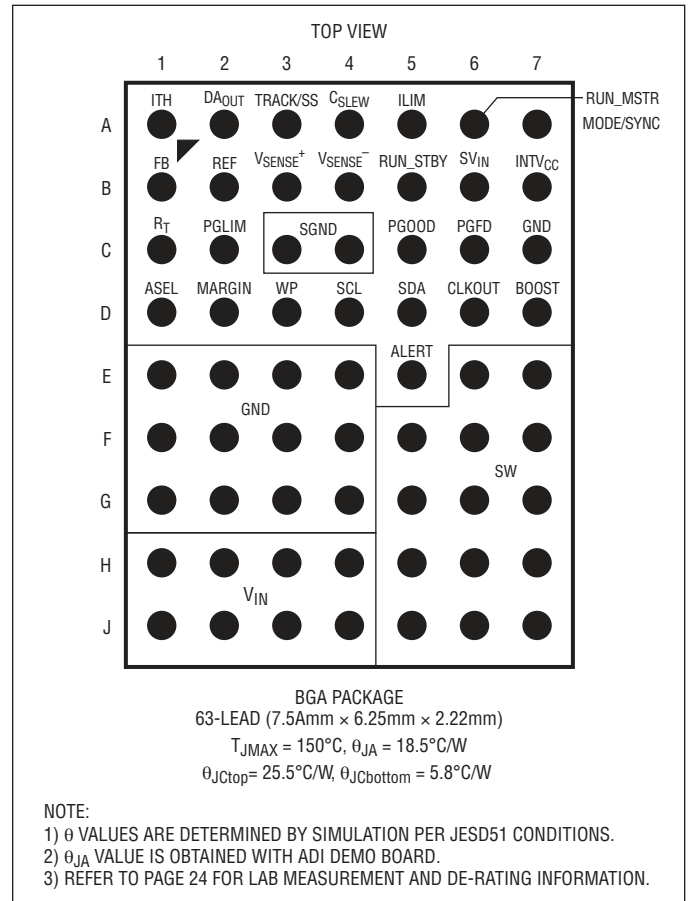 TOP VIEW
1 2 3 4 5 6 7
ITH DAOUT TRACK/SS CSLEW ILIM RUN_MSTR
A MODE/SYNC
FB REF VSENSE+ VSENSE– RUN_STBY SVIN INTVCC
B
RT PGLIM SGND PGOOD PGFD GND
C
ASEL MARGIN WP SCL SDA CLKOUT BOOST
D
ALERT
E
GND
F
SW
G
H
VIN
J
BGA PACKAGE
63-LEAD (7.5Amm × 6.25mm × 2.22mm)
TJMAX = 150°C, θJA = 18.5°C/W
θJCtop= 25.5°C/W, θJCbottom = 5.8°C/W
NOTE:
1) θ VALUES ARE DETERMINED BY SIMULATION PER JESD51 CONDITIONS.
2) θJA VALUE IS OBTAINED WITH ADI DEMO BOARD.
3) REFER TO PAGE 24 FOR LAB MEASUREMENT AND DE-RATING INFORMATION.